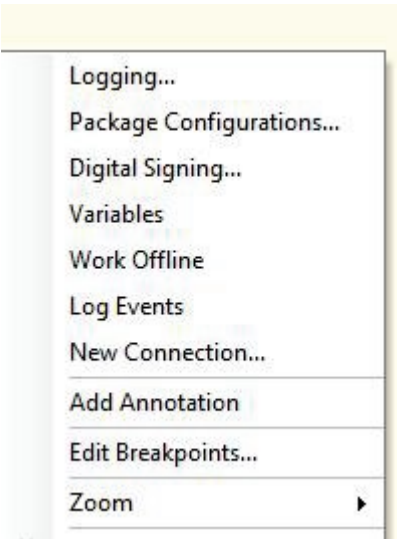 Logging...
Package Configurations...
Digital Signing...
Variables
Work Offline
Log Events
New Connection...
Add Annotation
Edit Breakpoints...
Zoom